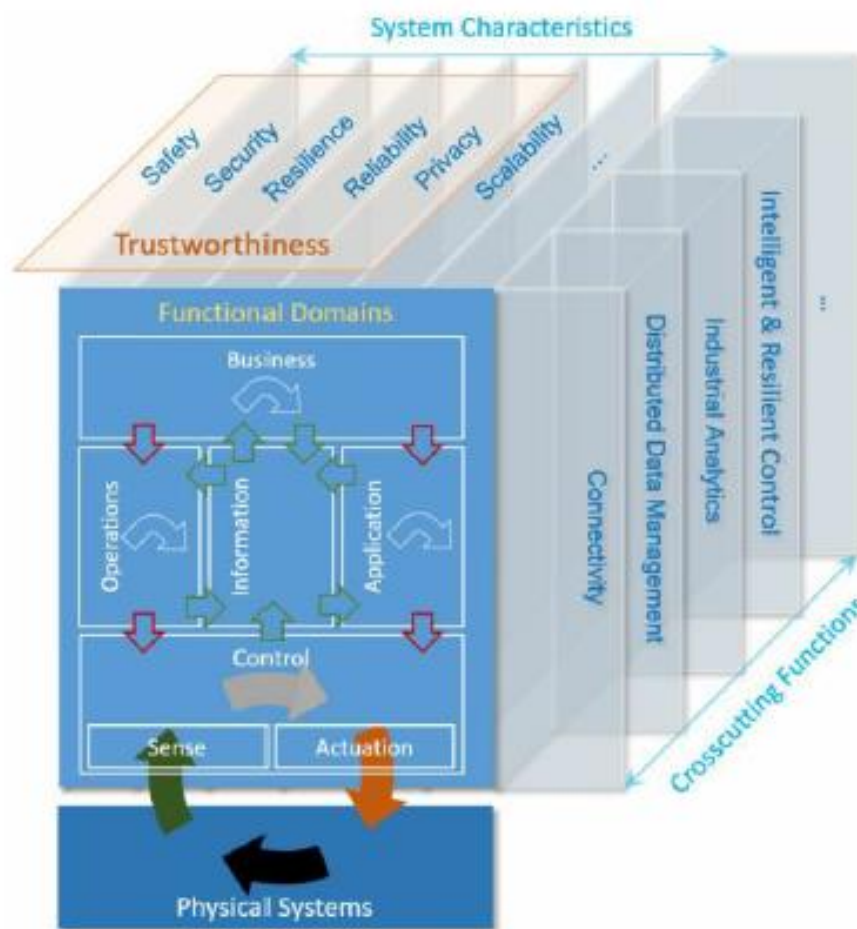 System Characteristics
Safety
Security
Resilience
Reliability
Privacy
Scalability
...
Trustworthiness
Functional Domains
Business
Operations
Information
Application
Control
Sense
Actuation
Physical Systems
Connectivity
Distributed Data Management
Industrial Analytics
Intelligent & Resilient Control
...
Crosscutting Functions